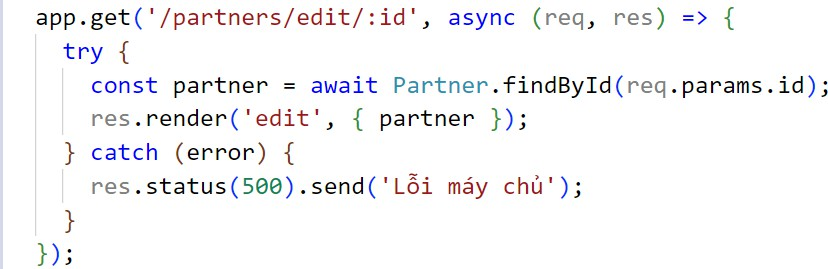 app.get('/partners/edit/:id', async (req, res) => {
  try {
    const partner = await Partner.findById(req.params.id);
    res.render('edit', { partner });
  } catch (error) {
    res.status(500).send('Lỗi máy chủ');
  }
});